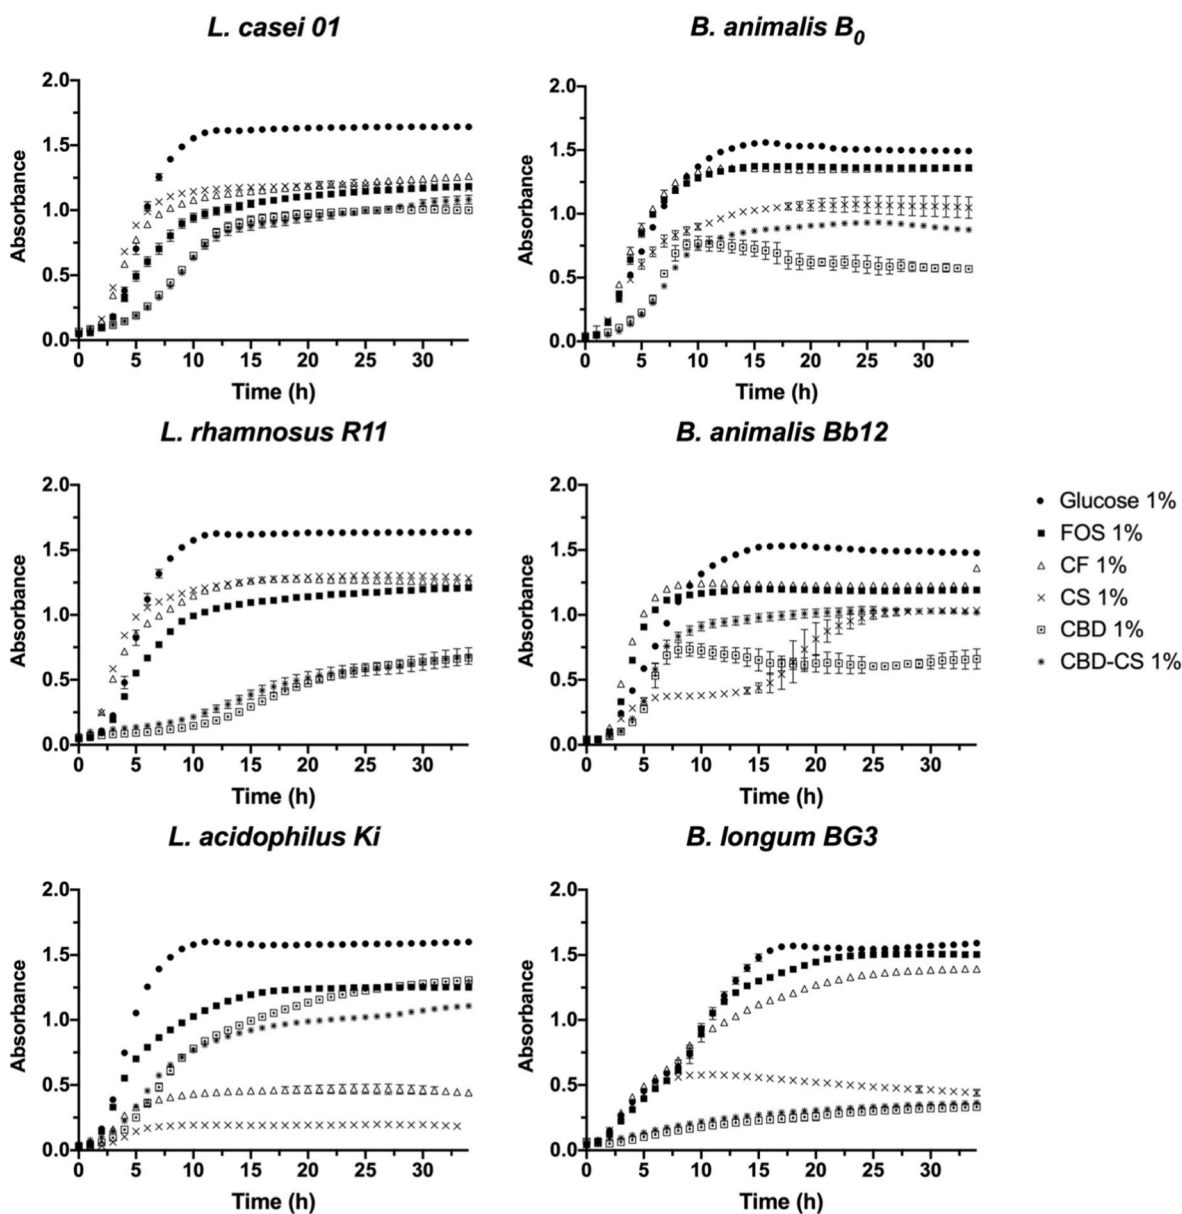 L. casei 01
B. animalis B0
2.0
1.5
1.0
0.5
0.0
Absorbance
0 5 10 15 20 25 30
Time (h)
2.0
1.5
1.0
0.5
0.0
Absorbance
0 5 10 15 20 25 30
Time (h)
L. rhamnosus R11
B. animalis Bb12
2.0
1.5
1.0
0.5
0.0
Absorbance
0 5 10 15 20 25 30
Time (h)
2.0
1.5
1.0
0.5
0.0
Absorbance
0 5 10 15 20 25 30
Time (h)
Glucose 1%
FOS 1%
CF 1%
CS 1%
CBD 1%
CBD-CS 1%
L. acidophilus Ki
B. longum BG3
2.0
1.5
1.0
0.5
0.0
Absorbance
0 5 10 15 20 25 30
Time (h)
2.0
1.5
1.0
0.5
0.0
Absorbance
0 5 10 15 20 25 30
Time (h)